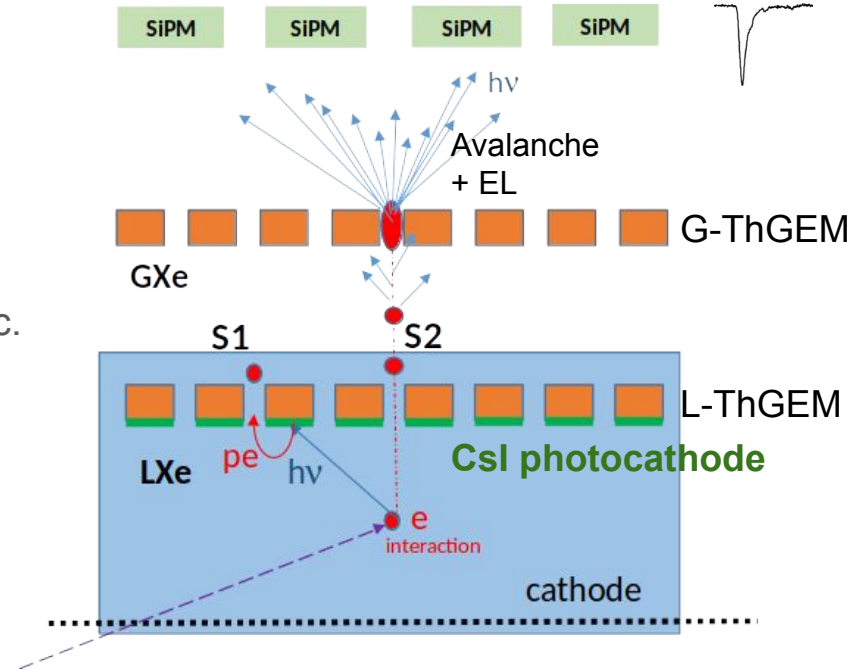 SiPM SiPM SiPM SiPM
hν
Avalanche
+ EL
G-ThGEM
GXe
c.
S1 S2
L-ThGEM
CsI photocathode
pe hν
LXe
e
interaction
cathode